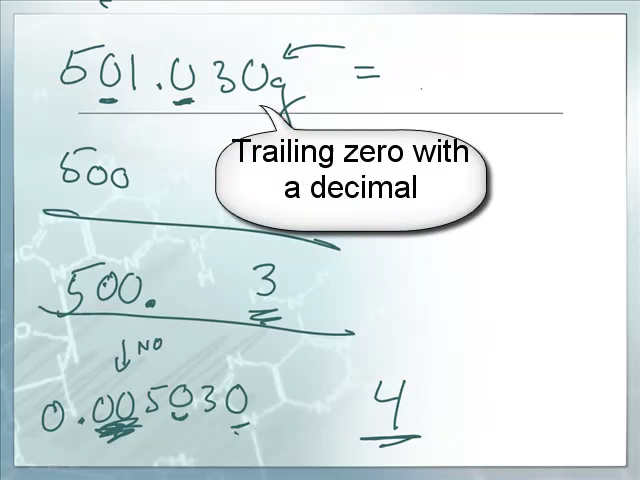 501.030g =
Trailing zero with
a decimal
500
500. 3
NO
0.005030 4